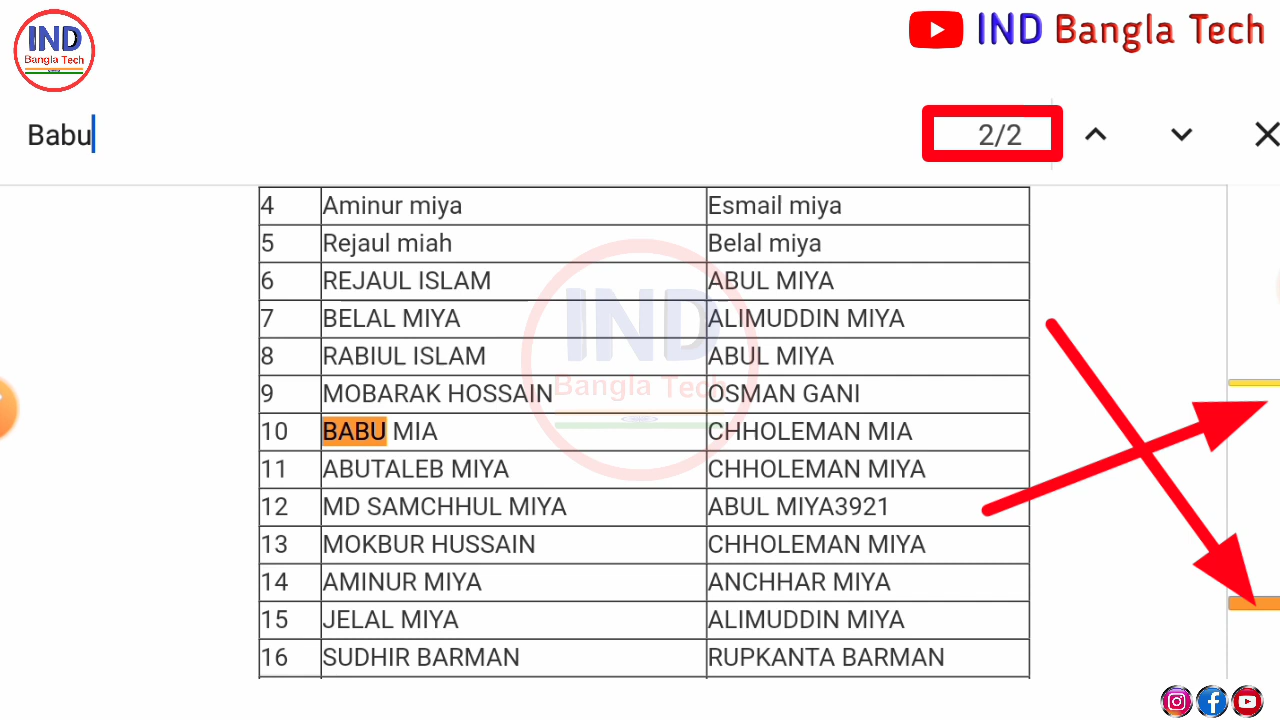 IND
Bangla Tech
IND Bangla Tech
Babu
2/2
4 Aminur miya Esmail miya
5 Rejaul miah Belal miya
6 REJAUL ISLAM ABUL MIYA
7 BELAL MIYA ALIMUDDIN MIYA
8 RABIUL ISLAM ABUL MIYA
9 MOBARAK HOSSAIN OSMAN GANI
10 BABU MIA CHHOLEMAN MIA
11 ABUTALEB MIYA CHHOLEMAN MIYA
12 MD SAMCHHUL MIYA ABUL MIYA3921
13 MOKBUR HUSSAIN CHHOLEMAN MIYA
14 AMINUR MIYA ANCHHAR MIYA
15 JELAL MIYA ALIMUDDIN MIYA
16 SUDHIR BARMAN RUPKANTA BARMAN
IND
Bangla Tech